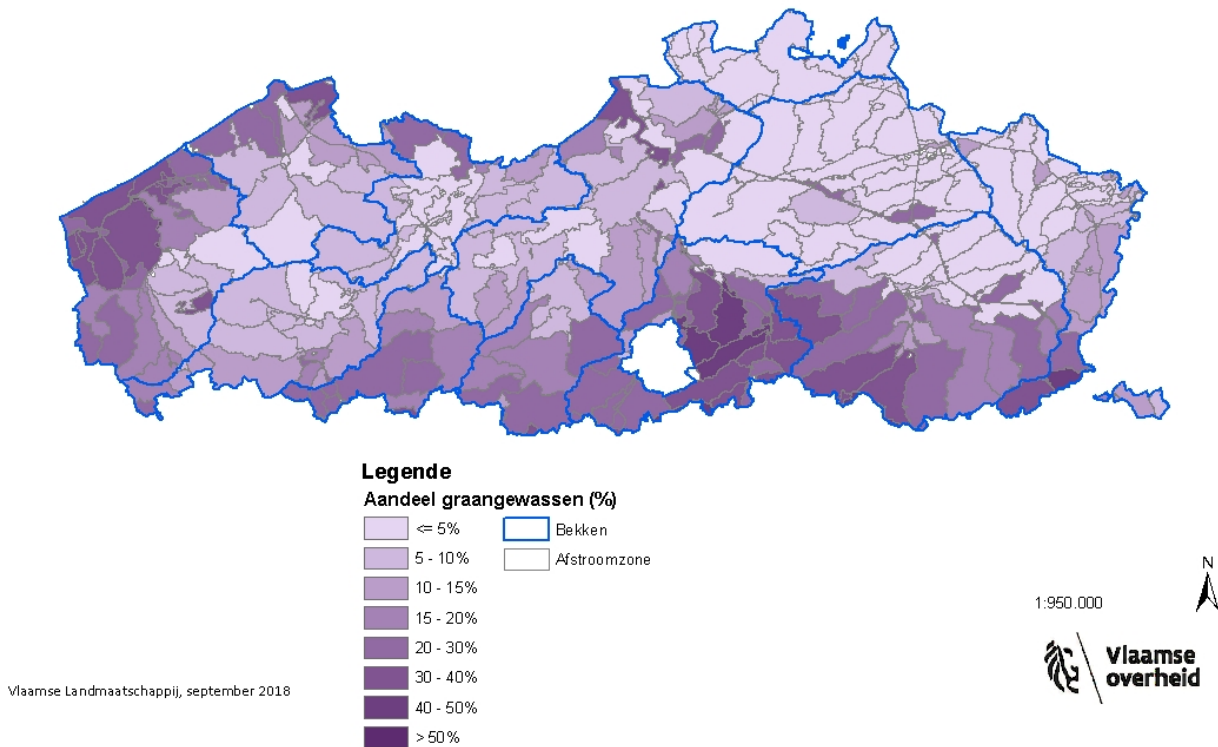 Legende
Aandeel graangewassen (%)
<= 5%
5 - 10%
10 - 15%
15 - 20%
20 - 30%
30 - 40%
40 - 50%
> 50%
Bekken
Afstroomzone
N
1:950.000
Vlaamse
overheid
Vlaamse Landmaatschappij, september 2018